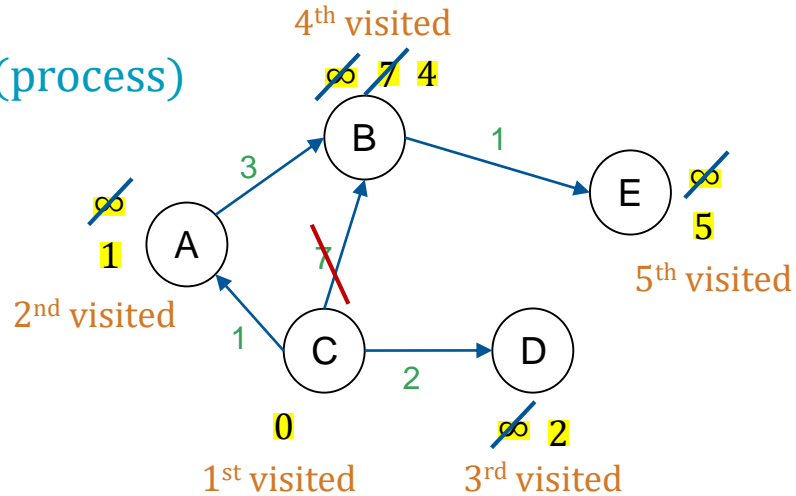 4th visited
(process)
∞ 7 4
B
1
3
∞
E
∞
5
A
1
7
5th visited
2nd visited
1
C
D
2
0
∞ 2
1st visited
3rd visited